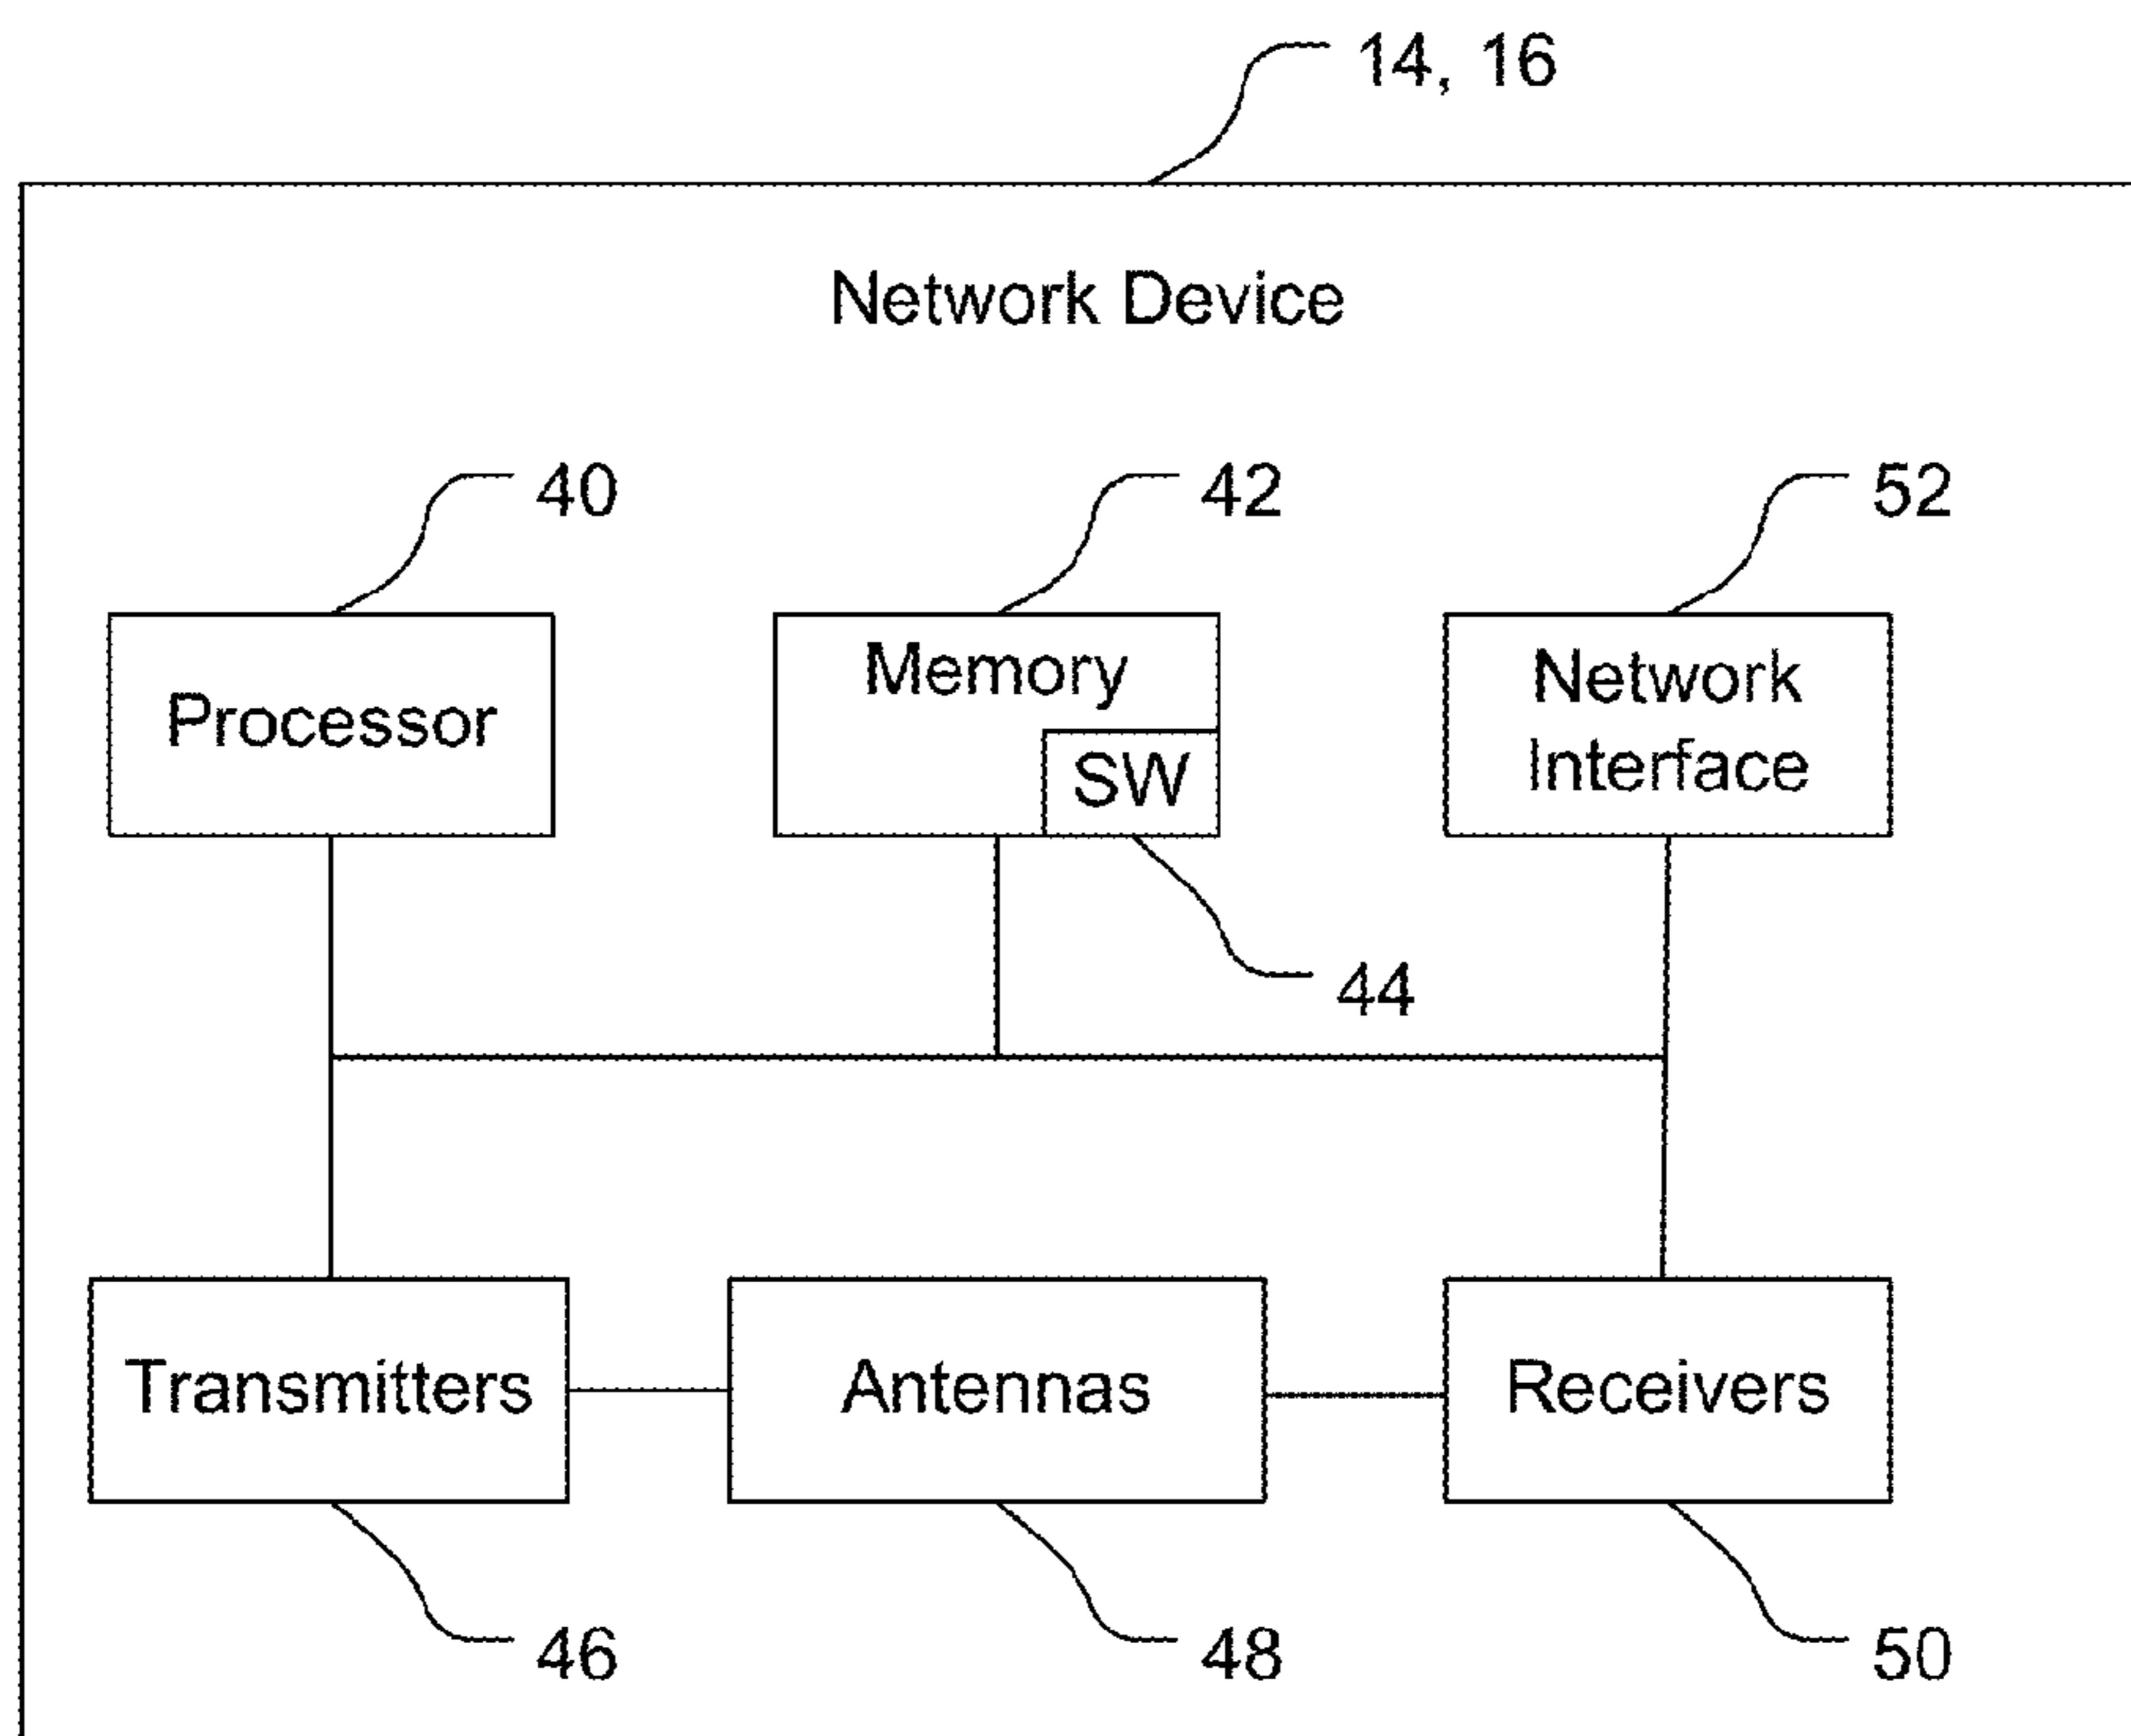 14, 16
Network Device
40
42
52
Processor
Memory
SW
Network
Interface
44
Transmitters
Antennas
Receivers
46
48
50